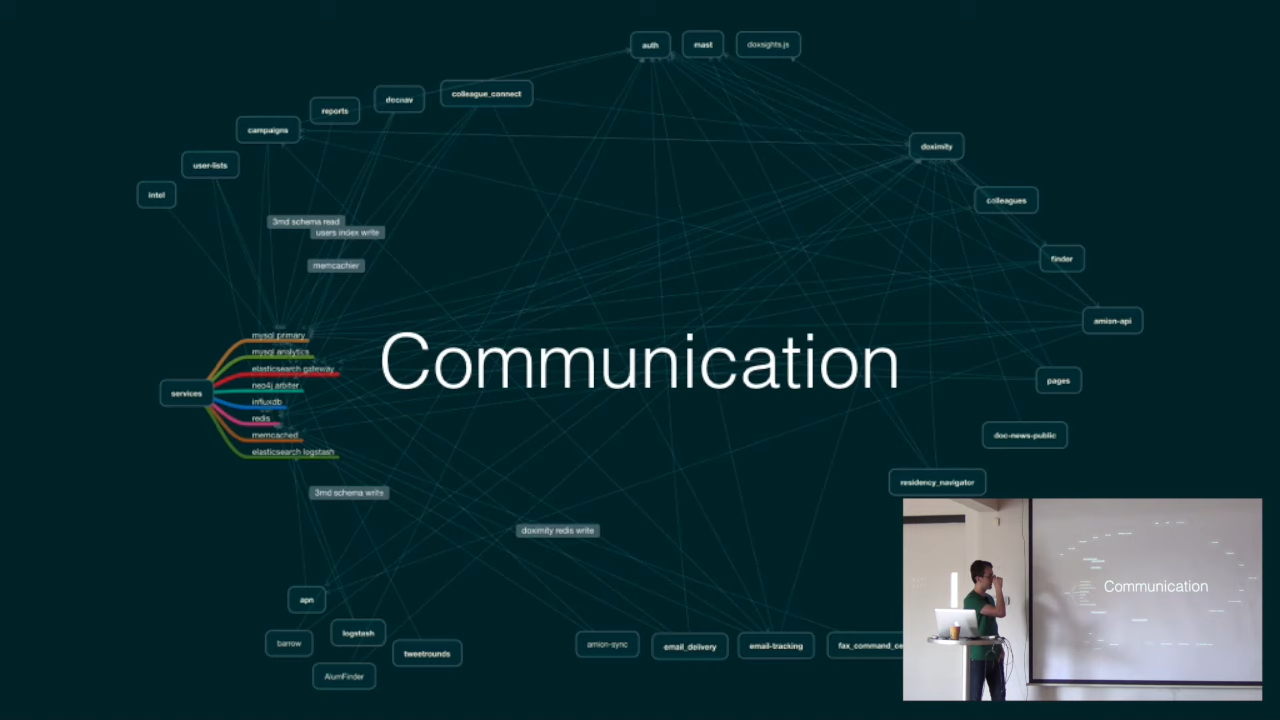 auth
mast
doxsights.js
colleague_connect
docnav
reports
campaigns
doximity
user-lists
intel
colleagues
3md schema read
users index write
finder
memcachier
amion-api
mysql primary
mysql analytics
elasticsearch gateway
Communication
pages
neo4j arbiter
services
influxdb
redis
memcached
doc-news-public
elasticsearch logstash
residency_navigator
3md schema write
doximity redis write
Communication
apn
logstash
barrow
tweetrounds
amion-sync
email_delivery
email-tracking
fax_command_ce
AlumFinder